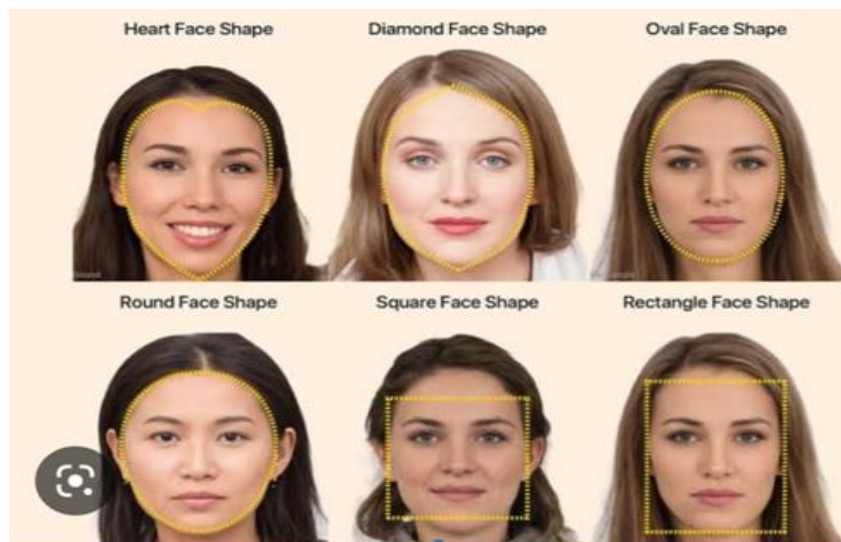 Heart Face Shape
Diamond Face Shape
Oval Face Shape
Round Face Shape
Square Face Shape
Rectangle Face Shape